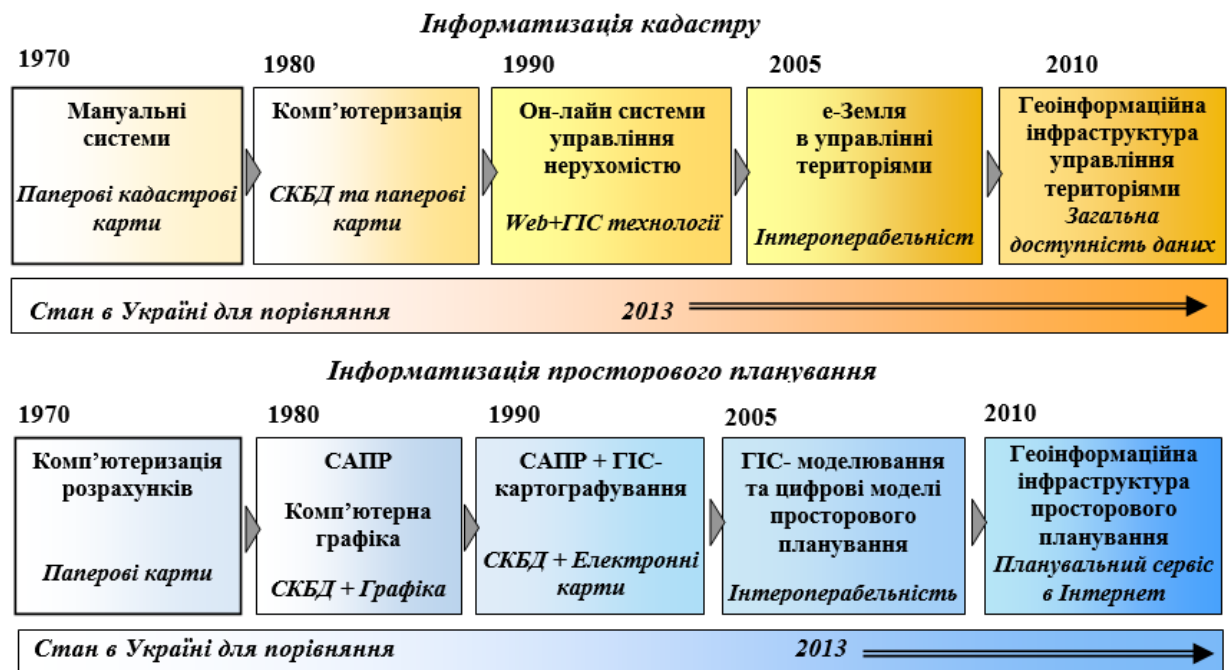 Інформатизація кадастру
1970
Мануальні
системи
Паперові кадастрові
карти
1980
Комп’ютеризація
СКБД та паперові
карти
1990
Он-лайн системи
управління
нерухомістю
Web+ГІС технології
2005
е-Земля
в управлінні
територіями
Інтероперабельніст
2010
Геоінформаційна
інфраструктура
управління
територіями
Загальна
доступність даних
Стан в Україні для порівняння 2013
Інформатизація просторового планування
1970
Комп’ютеризація
розрахунків
Паперові карти
1980
САПР
Комп’ютерна
графіка
СКБД + Графіка
1990
САПР + ГІС-
картографування
СКБД + Електронні
карти
2005
ГІС- моделювання
та цифрові моделі
просторового
планування
Інтероперабельність
2010
Геоінформаційна
інфраструктура
просторового
планування
Планувальний сервіс
в Інтернет
Стан в Україні для порівняння 2013